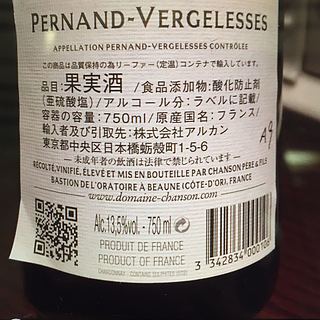 PERNAND-VERGELESSES
APPELLATION PERNAND-VERGELESSES CONTRÔLÉE
この商品は品質保持の為リーファー(定温)コンテナで輸入しています。
品目:果実酒/食品添加物:酸化防止剤
(亜硫酸塩)/アルコール分:ラベルに記載/
容器の容量:750ml/原産国名:フランス/
輸入者及び引取先:株式会社アルカン
東京都中央区日本橋蛎殻町1-5-6
―未成年者の飲酒は法律で禁じられています―
RÉCOLTÉ, VINIFIÉ, ÉLEVÉ ET MIS EN BOUTEILLE PAR CHANSON PÈRE & FILS
BASTION DE L'ORATOIRE À BEAUNE (CÔTE-D'OR), FRANCE
www.domaine-chanson.com
Alc.13,5%vol. - 750 ml
PRODUIT DE FRANCE
PRODUCT OF FRANCE
CHARDONNAY - CONTAINS SULPHITES
3 342834 000106